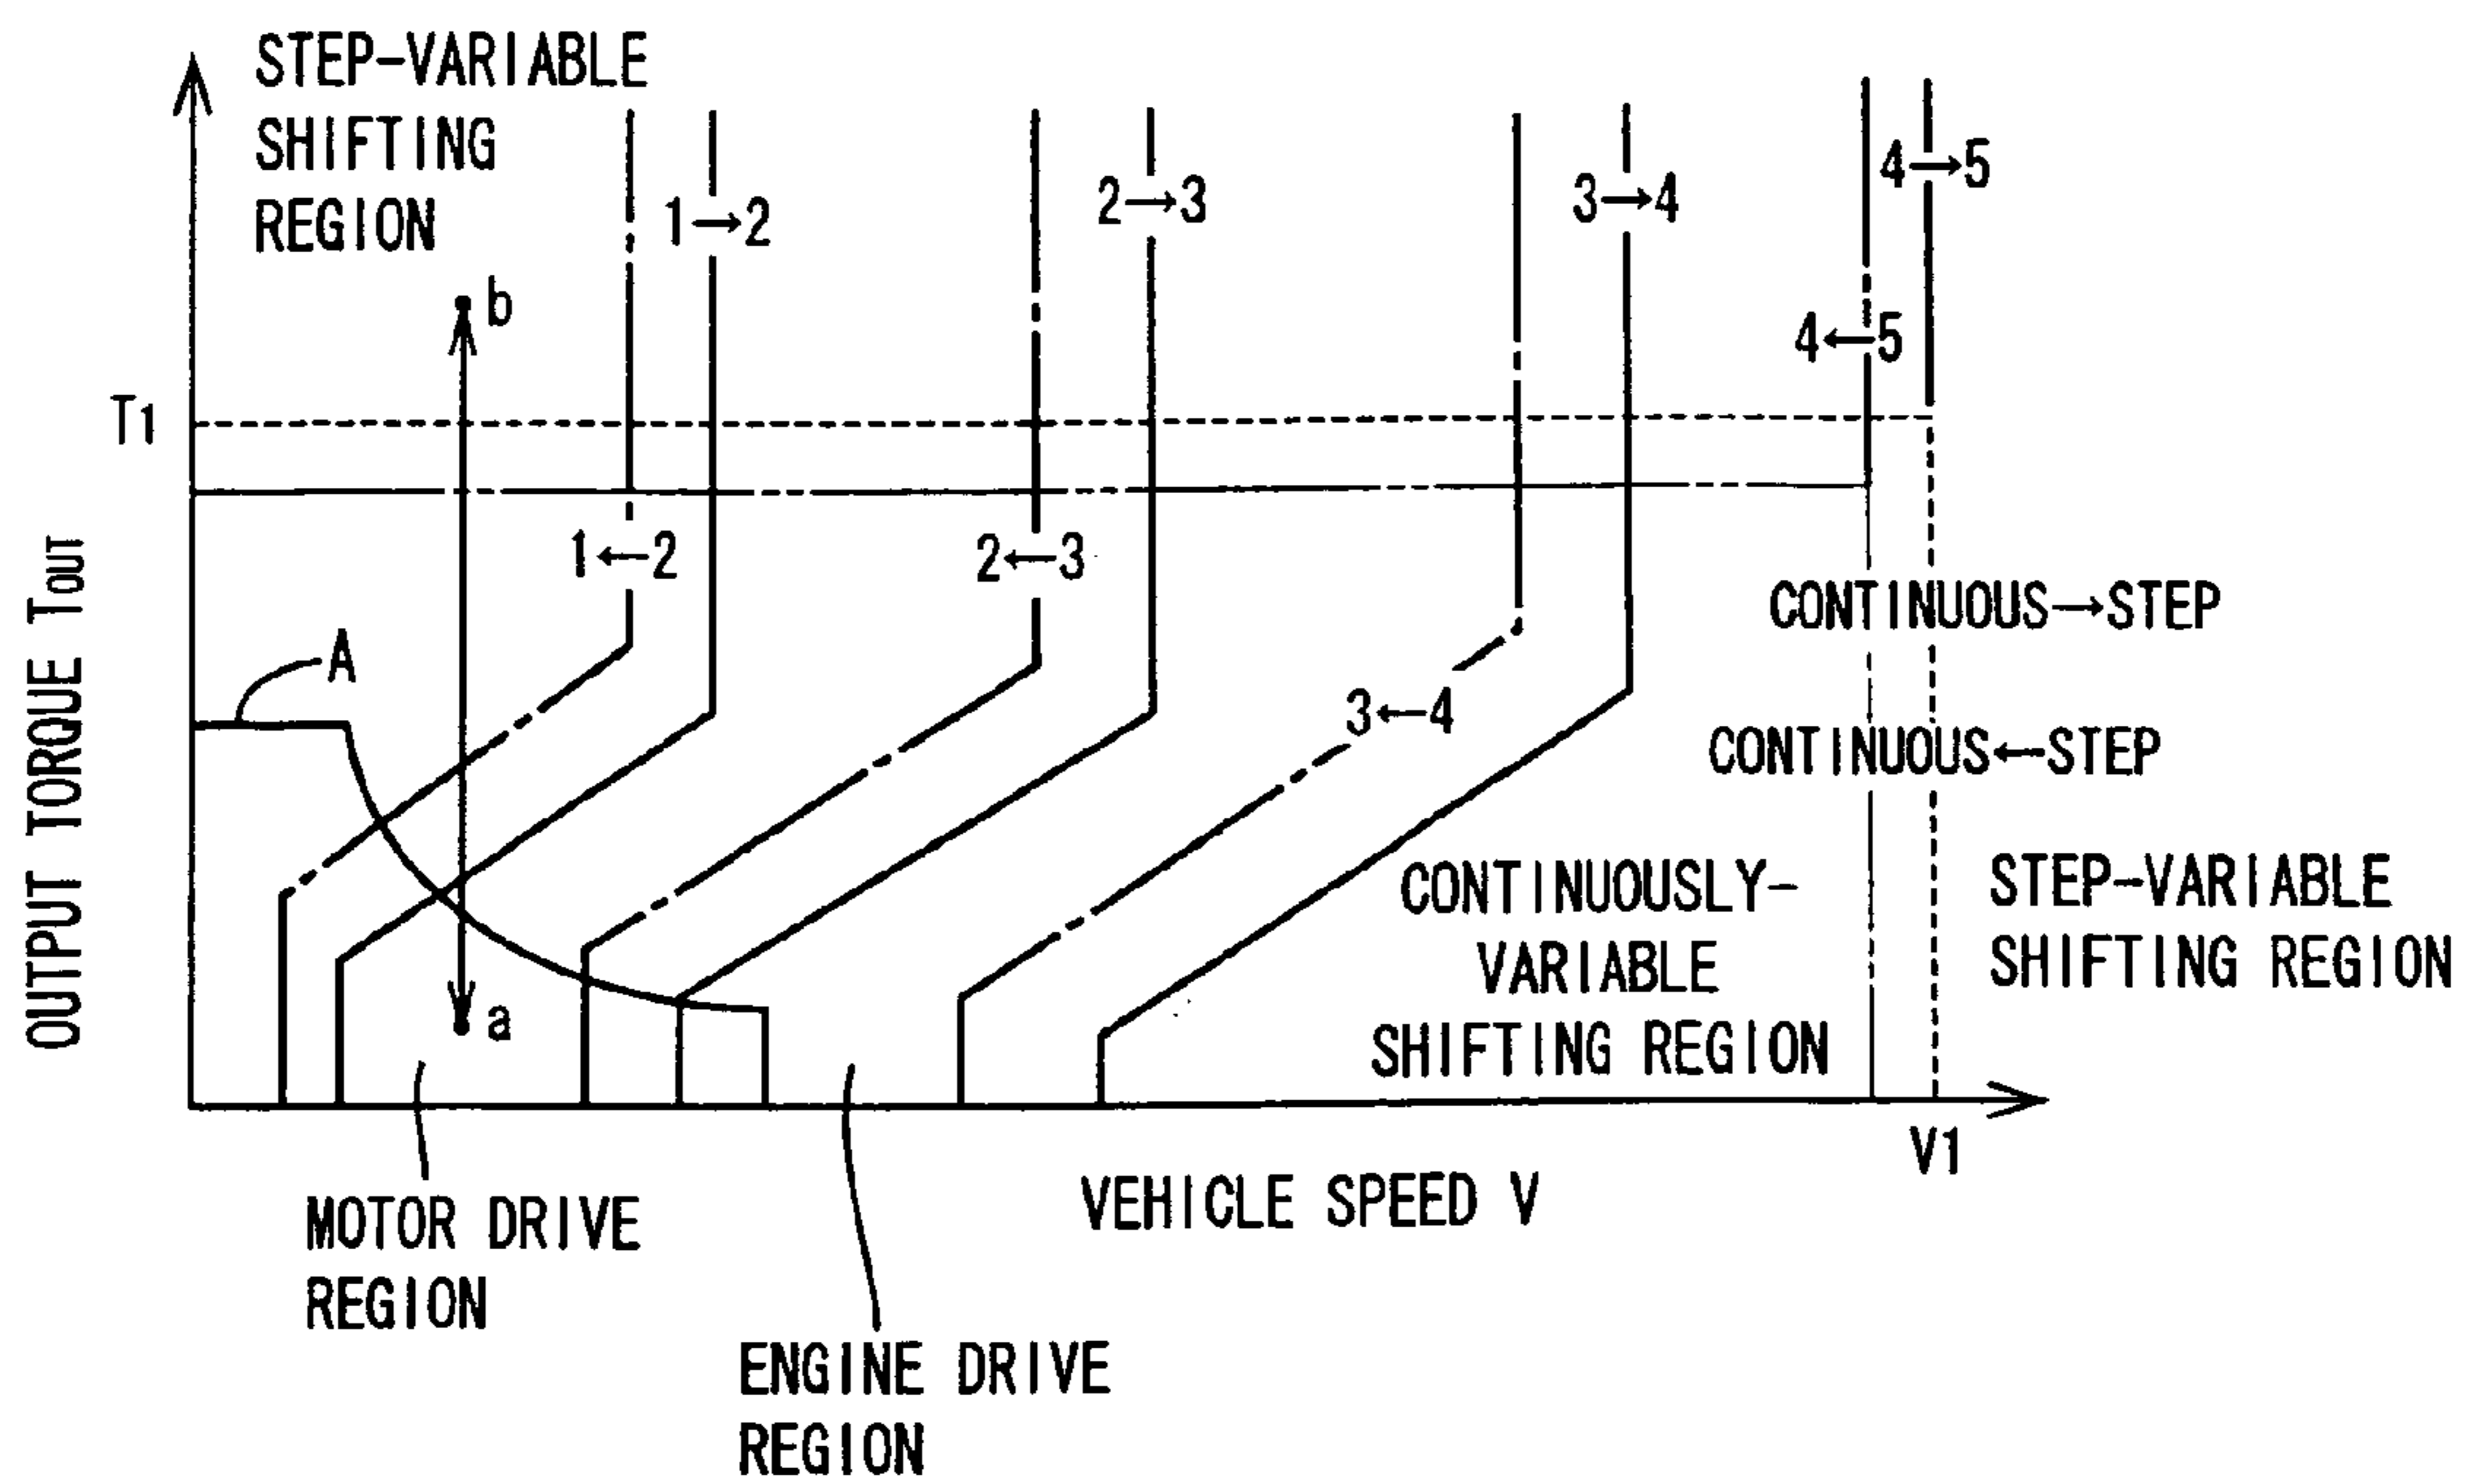 STEP-VARIABLE
SHIFTING
REGION
1→2
2→3
3→4
4→5
b
4←5
T1
1←2
2←3
CONTINUOUS→STEP
A
3←4
CONTINUOUS←STEP
OUTPUT TORQUE TOUT
CONTINUOUSLY-
VARIABLE
SHIFTING REGION
STEP-VARIABLE
SHIFTING REGION
a
V1
VEHICLE SPEED V
MOTOR DRIVE
REGION
ENGINE DRIVE
REGION